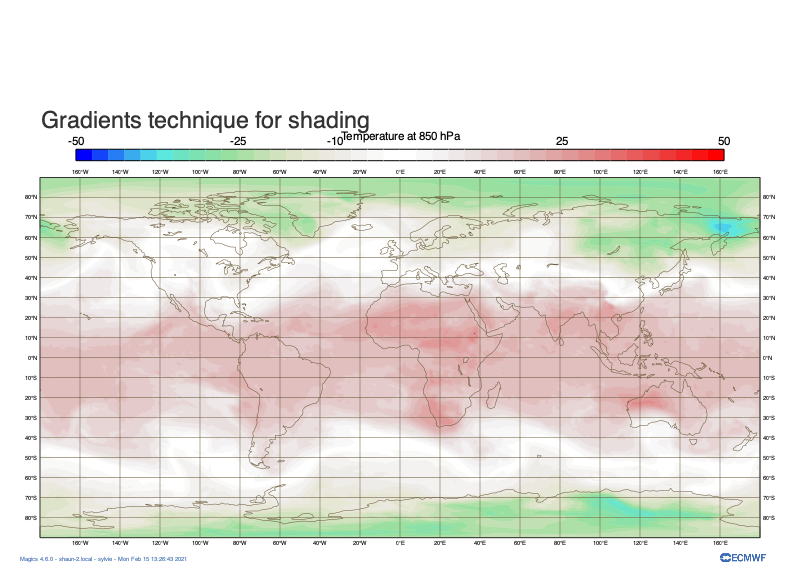 Gradients technique for shading
Temperature at 850 hPa
-50 -25 -10 25 50
160°W 140°W 120°W 100°W 80°W 60°W 40°W 20°W 0°E 20°E 40°E 60°E 80°E 100°E 120°E 140°E 160°E
80°N 80°N
70°N 70°N
60°N 60°N
50°N 50°N
40°N 40°N
30°N 30°N
20°N 20°N
10°N 10°N
0°N 0°N
10°S 10°S
20°S 20°S
30°S 30°S
40°S 40°S
50°S 50°S
60°S 60°S
70°S 70°S
80°S 80°S
160°W 140°W 120°W 100°W 80°W 60°W 40°W 20°W 0°E 20°E 40°E 60°E 80°E 100°E 120°E 140°E 160°E
Magics 4.6.0 - shaun-2.local - sylvie - Mon Feb 15 13:26:43 2021
ECMWF